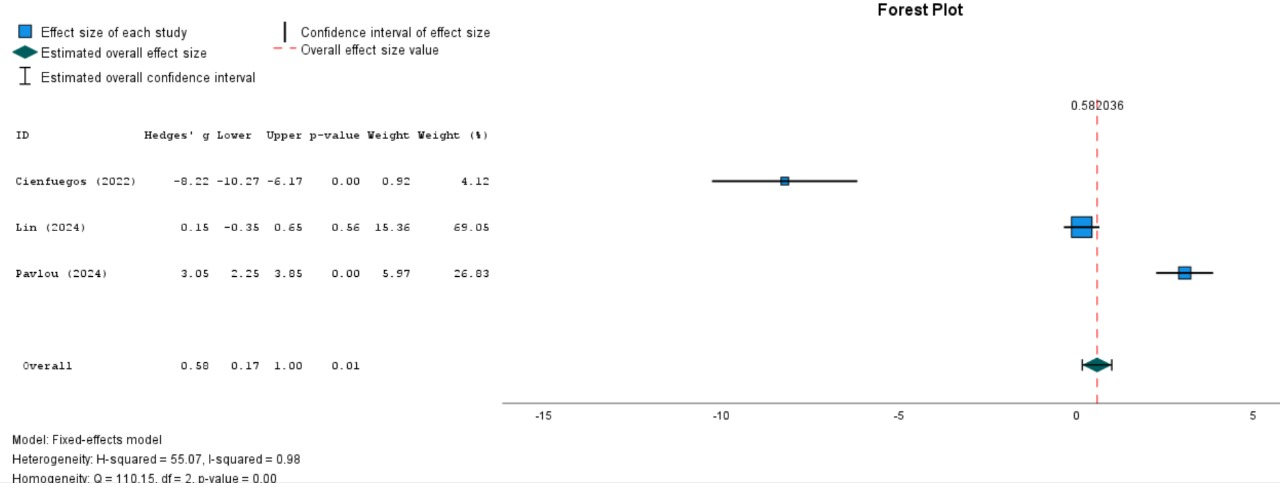 Forest Plot
Effect size of each study
Confidence interval of effect size
Estimated overall effect size
Overall effect size value
Estimated overall confidence interval
0.582036
ID Hedges' g Lower Upper p-value Weight Weight (%)
Cienfuegos (2022) -8.22 -10.27 -6.17 0.00 0.92 4.12
Lin (2024) 0.15 -0.35 0.65 0.56 15.36 69.05
Pavlou (2024) 3.05 2.25 3.85 0.00 5.97 26.83
Overall 0.58 0.17 1.00 0.01
-15 -10 -5 0 5
Model: Fixed-effects model
Heterogeneity: H-squared = 55.07, I-squared = 0.98
Homogeneity: Q = 110.15, df = 2, p-value = 0.00